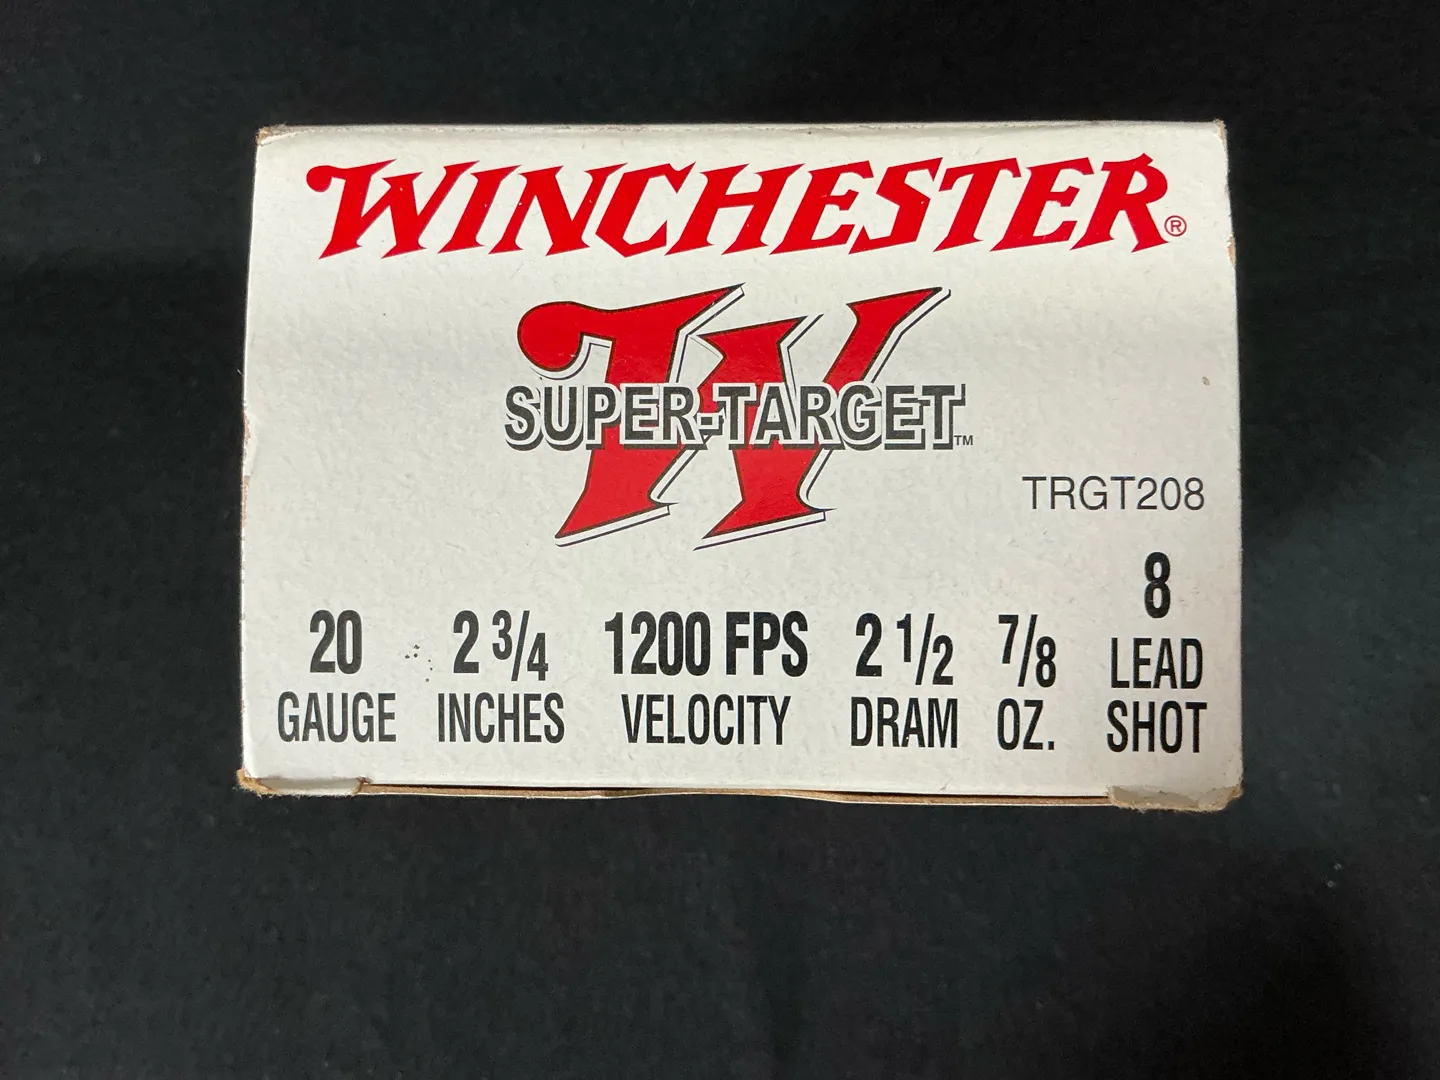 WINCHESTER®
SUPER-TARGET™
TRGT208
20 2 3/4 1200 FPS 2 1/2 7/8 8
GAUGE INCHES VELOCITY DRAM OZ. LEAD
SHOT